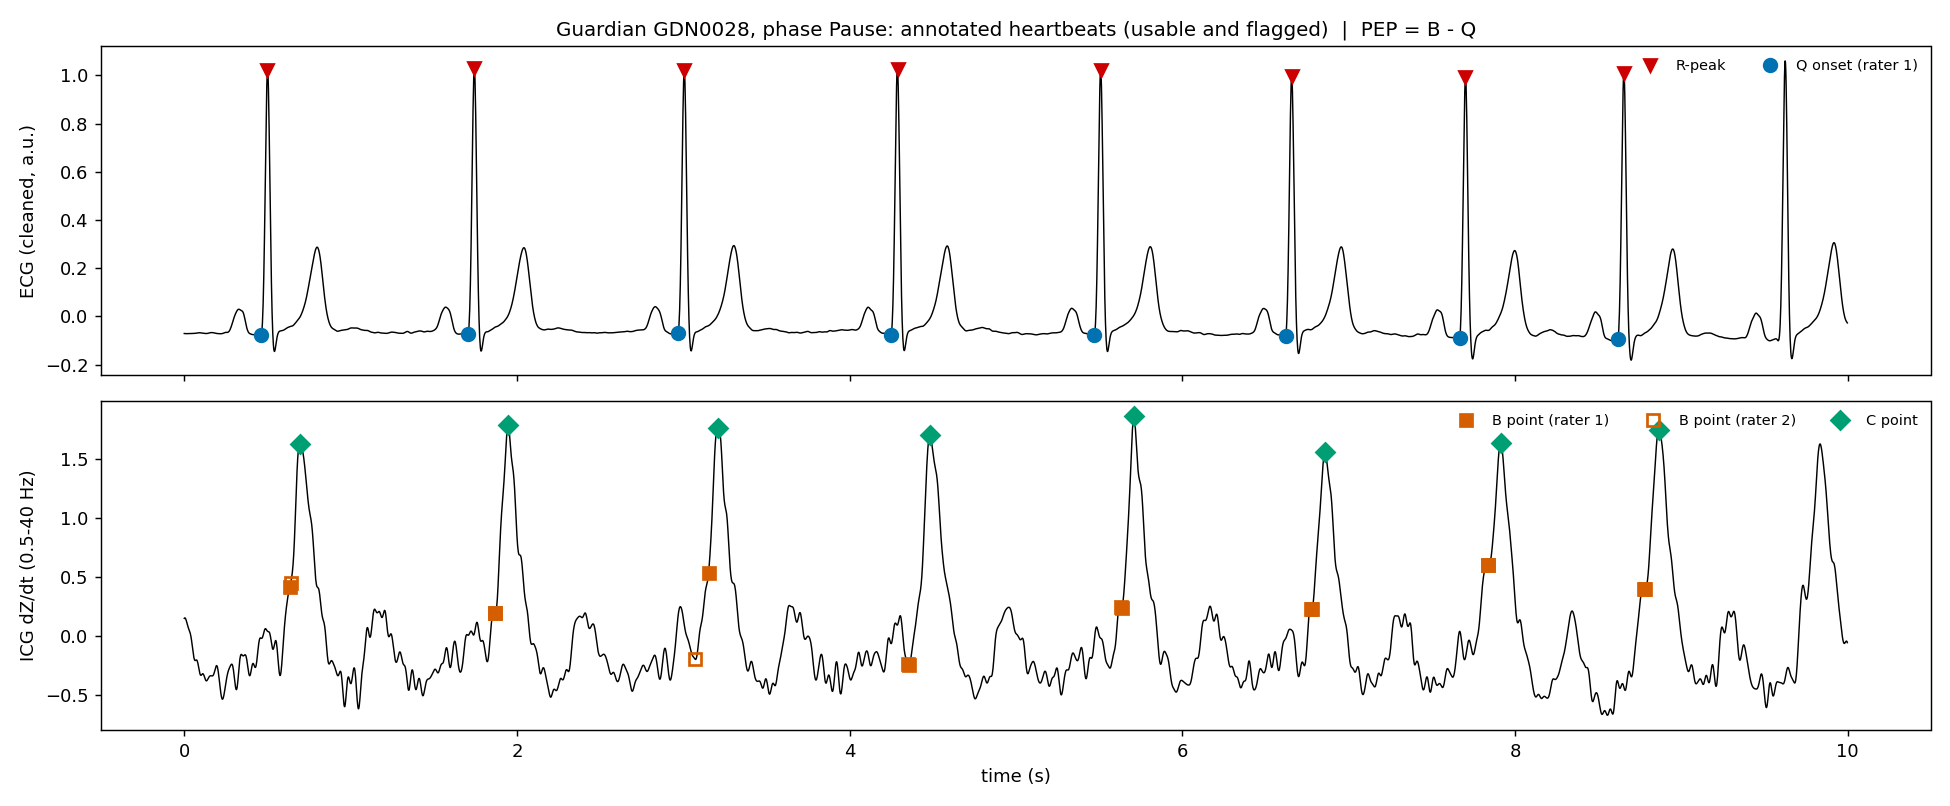 Guardian GDN0028, phase Pause: annotated heartbeats (usable and flagged) | PEP = B - Q
ECG (cleaned, a.u.)
1.0
0.8
0.6
0.4
0.2
0.0
−0.2
R-peak
Q onset (rater 1)
ICG dZ/dt (0.5-40 Hz)
1.5
1.0
0.5
0.0
−0.5
B point (rater 1)
B point (rater 2)
C point
0
2
4
6
8
10
time (s)